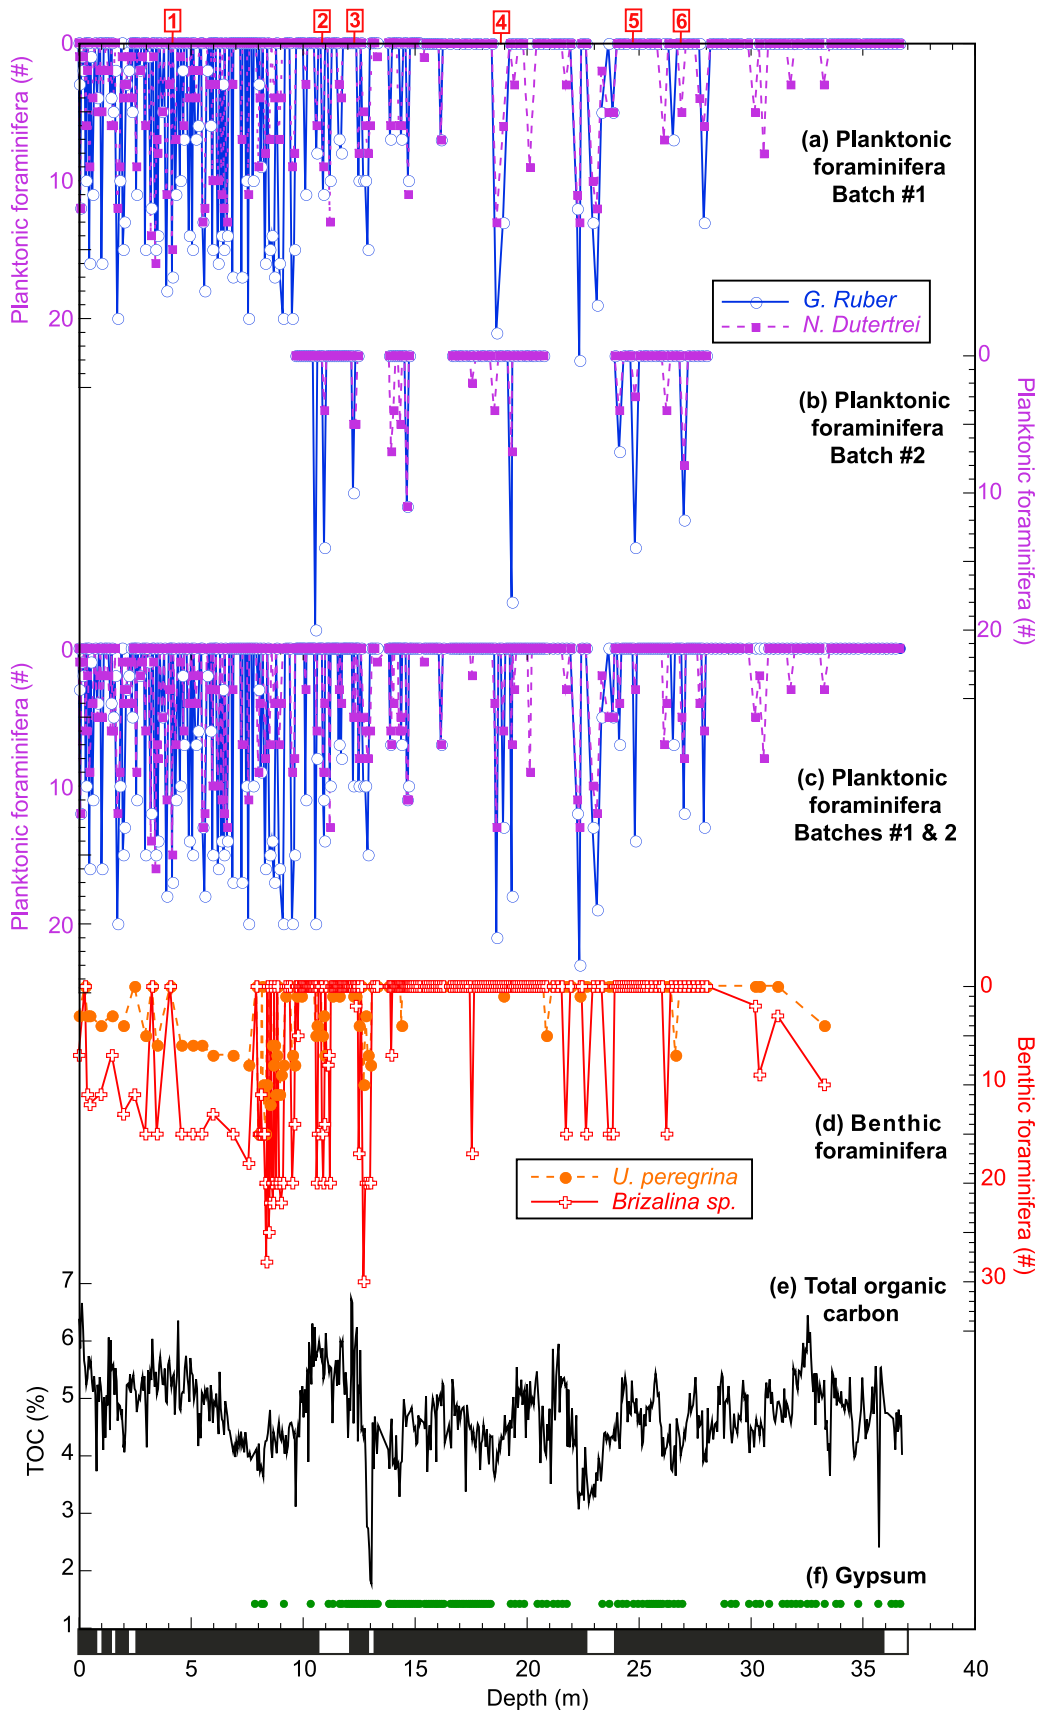 1 2 3 4 5 6
0
Planktonic foraminifera (#)
10
20
(a) Planktonic
foraminifera
Batch #1
G. Ruber
N. Dutertrei
0
Planktonic foraminifera (#)
10
20
(b) Planktonic
foraminifera
Batch #2
0
Planktonic foraminifera (#)
10
20
(c) Planktonic
foraminifera
Batches #1 & 2
0
Benthic foraminifera (#)
10
20
30
(d) Benthic
foraminifera
U. peregrina
Brizalina sp.
(e) Total organic
carbon
7
6
5
4
3
2
1
TOC (%)
(f) Gypsum
0 5 10 15 20 25 30 35 40
Depth (m)